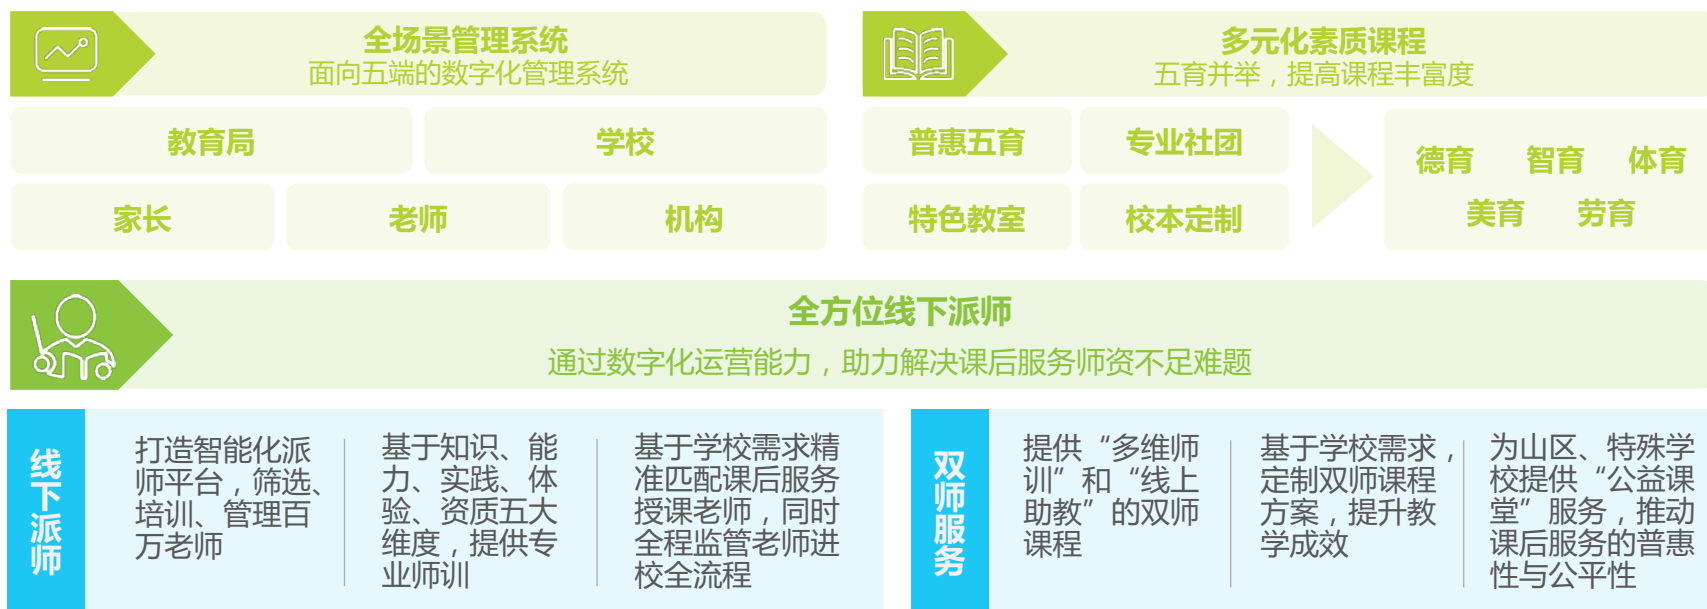 全场景管理系统
面向五端的数字化管理系统
教育局
学校
家长
老师
机构
多元化素质课程
五育并举，提高课程丰富度
普惠五育
专业社团
特色教室
校本定制
德育 智育 体育
美育 劳育
全方位线下派师
通过数字化运营能力，助力解决课后服务师资不足难题
线下派师
打造智能化派
师平台，筛选、
培训、管理百
万老师
基于知识、能
力、实践、体
验、资质五大
维度，提供专
业师训
基于学校需求精
准匹配课后服务
授课老师，同时
全程监管老师进
校全流程
双师服务
提供“多维师
训”和“线上
助教”的双师
课程
基于学校需求，
定制双师课程
方案，提升教
学成效
为山区、特殊学
校提供“公益课
堂”服务，推动
课后服务的普惠
性与公平性